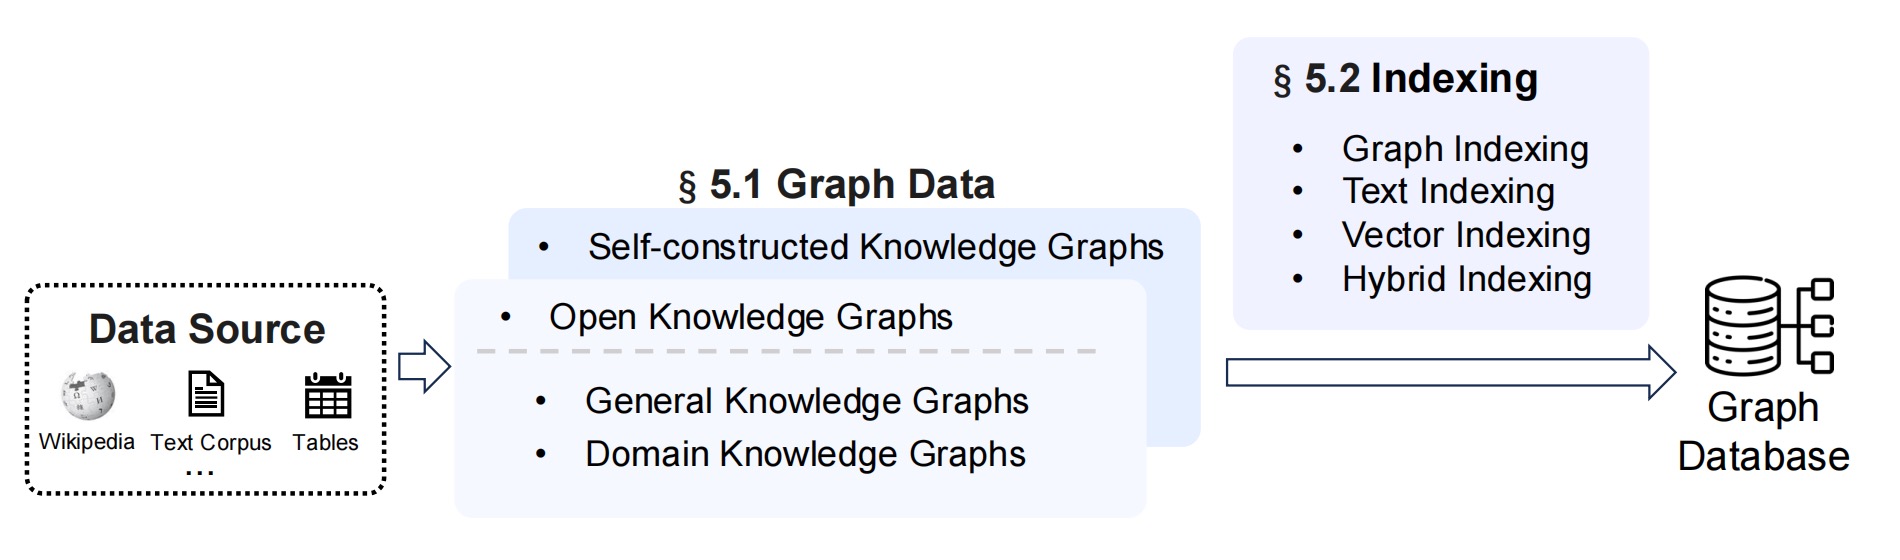 Data Source
Wikipedia Text Corpus Tables
...
§ 5.1 Graph Data
• Self-constructed Knowledge Graphs
• Open Knowledge Graphs
• General Knowledge Graphs
• Domain Knowledge Graphs
§ 5.2 Indexing
• Graph Indexing
• Text Indexing
• Vector Indexing
• Hybrid Indexing
Graph
Database